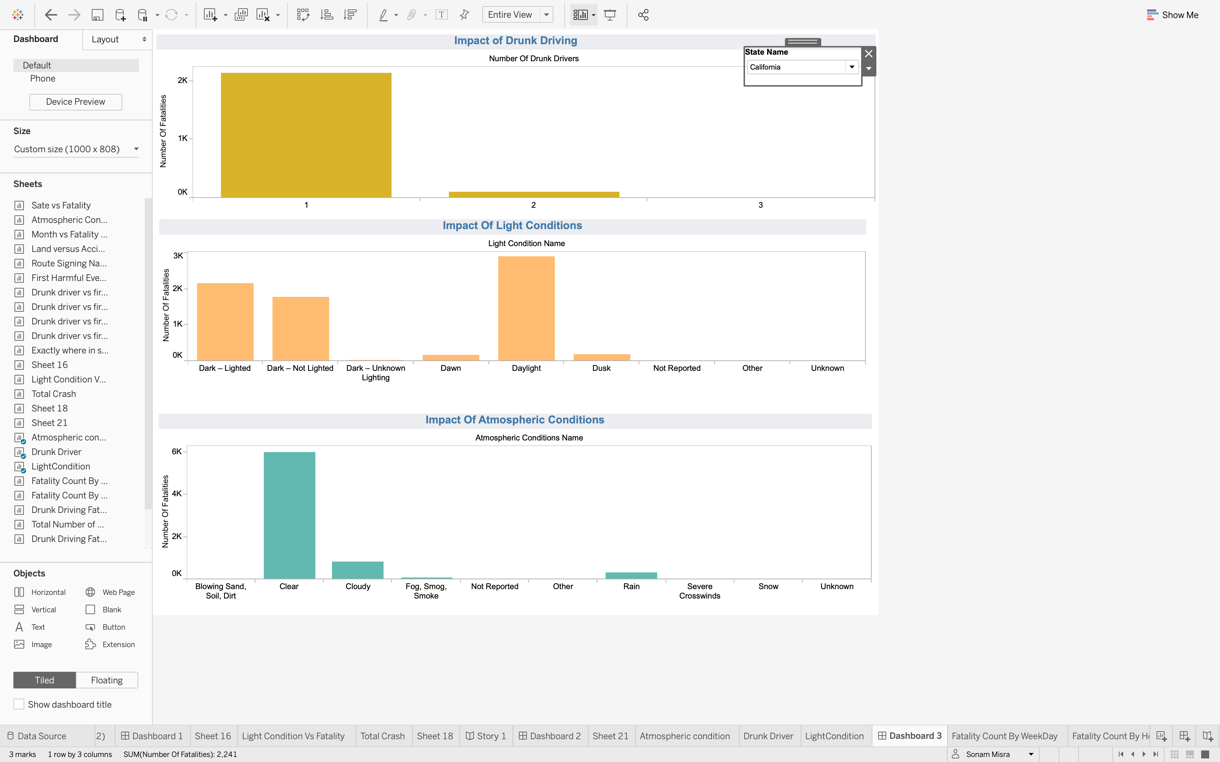 Entire View
Show Me
Dashboard
Layout
Default
Phone
Device Preview
Size
Custom size (1000 x 808)
Sheets
Sate vs Fatality
Atmospheric Con...
Month vs Fatality ...
Land versus Acci...
Route Signing Na...
First Harmful Eve...
Drunk driver vs fir...
Drunk driver vs fir...
Drunk driver vs fir...
Drunk driver vs fir...
Exactly where in s...
Sheet 16
Light Condition V...
Total Crash
Sheet 18
Sheet 21
Atmospheric con...
Drunk Driver
LightCondition
Fatality Count By ...
Fatality Count By ...
Drunk Driving Fat...
Total Number of ...
Drunk Driving Fat...
Objects
Horizontal
Web Page
Vertical
Blank
Text
Button
Image
Extension
Tiled
Floating
Show dashboard title
Impact of Drunk Driving
Number Of Drunk Drivers
State Name
California
Number Of Fatalities
2K
1K
0K
1
2
3
Impact Of Light Conditions
Light Condition Name
Number Of Fatalities
3K
2K
1K
0K
Dark – Lighted
Dark – Not Lighted
Dark – Unknown
Lighting
Dawn
Daylight
Dusk
Not Reported
Other
Unknown
Impact Of Atmospheric Conditions
Atmospheric Conditions Name
Number Of Fatalities
6K
4K
2K
0K
Blowing Sand,
Soil, Dirt
Clear
Cloudy
Fog, Smog,
Smoke
Not Reported
Other
Rain
Severe
Crosswinds
Snow
Unknown
Data Source
2)
Dashboard 1
Sheet 16
Light Condition Vs Fatality
Total Crash
Sheet 18
Story 1
Dashboard 2
Sheet 21
Atmospheric condition
Drunk Driver
LightCondition
Dashboard 3
Fatality Count By WeekDay
Fatality Count By H
3 marks
1 row by 3 columns
SUM(Number Of Fatalities): 2,241
Sonam Misra